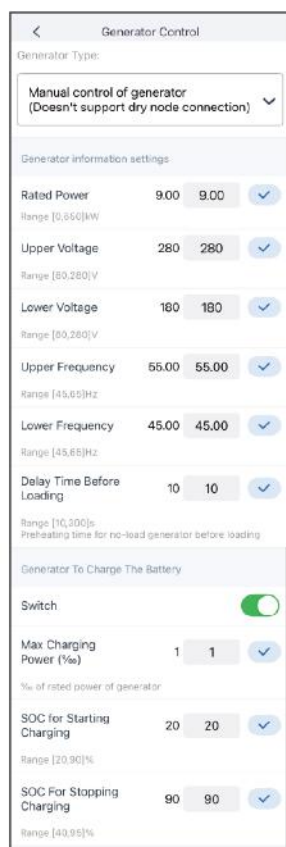 Generator Control
Generator Type:
Manual control of generator
(Doesn't support dry node connection)
Generator information settings
Rated Power 9.00 9.00
Range [0,650]kW
Upper Voltage 280 280
Range [80,280]V
Lower Voltage 180 180
Range [80,280]V
Upper Frequency 55.00 55.00
Range [45,65]Hz
Lower Frequency 45.00 45.00
Range [45,65]Hz
Delay Time Before
Loading 10 10
Range [10,300]s
Preheating time for no-load generator before loading
Generator To Charge The Battery
Switch
Max Charging
Power (‰) 1 1
‰ of rated power of generator
SOC for Starting
Charging 20 20
Range [20,90]%
SOC For Stopping
Charging 90 90
Range [40,95]%